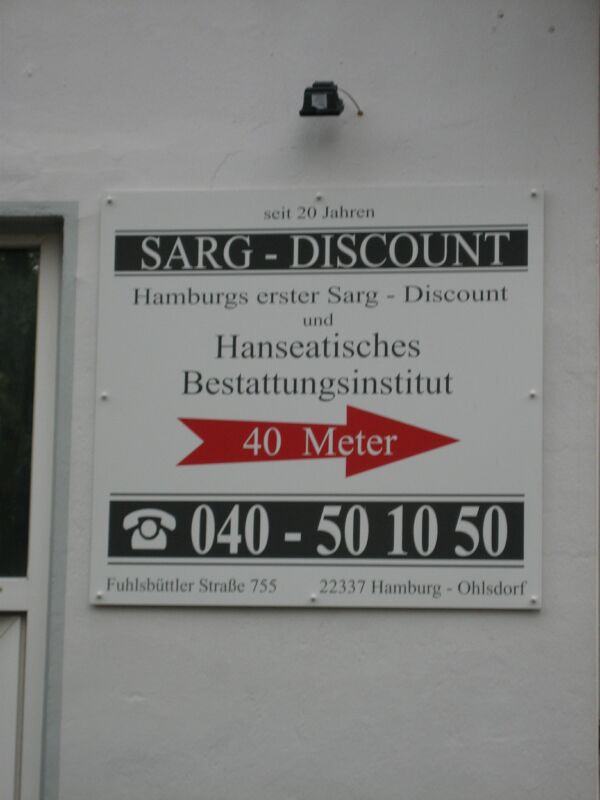 seit 20 Jahren
SARG - DISCOUNT
Hamburgs erster Sarg - Discount
und
Hanseatisches
Bestattungsinstitut
40 Meter
040 - 50 10 50
Fuhlsbüttler Straße 755 22337 Hamburg - Ohlsdorf